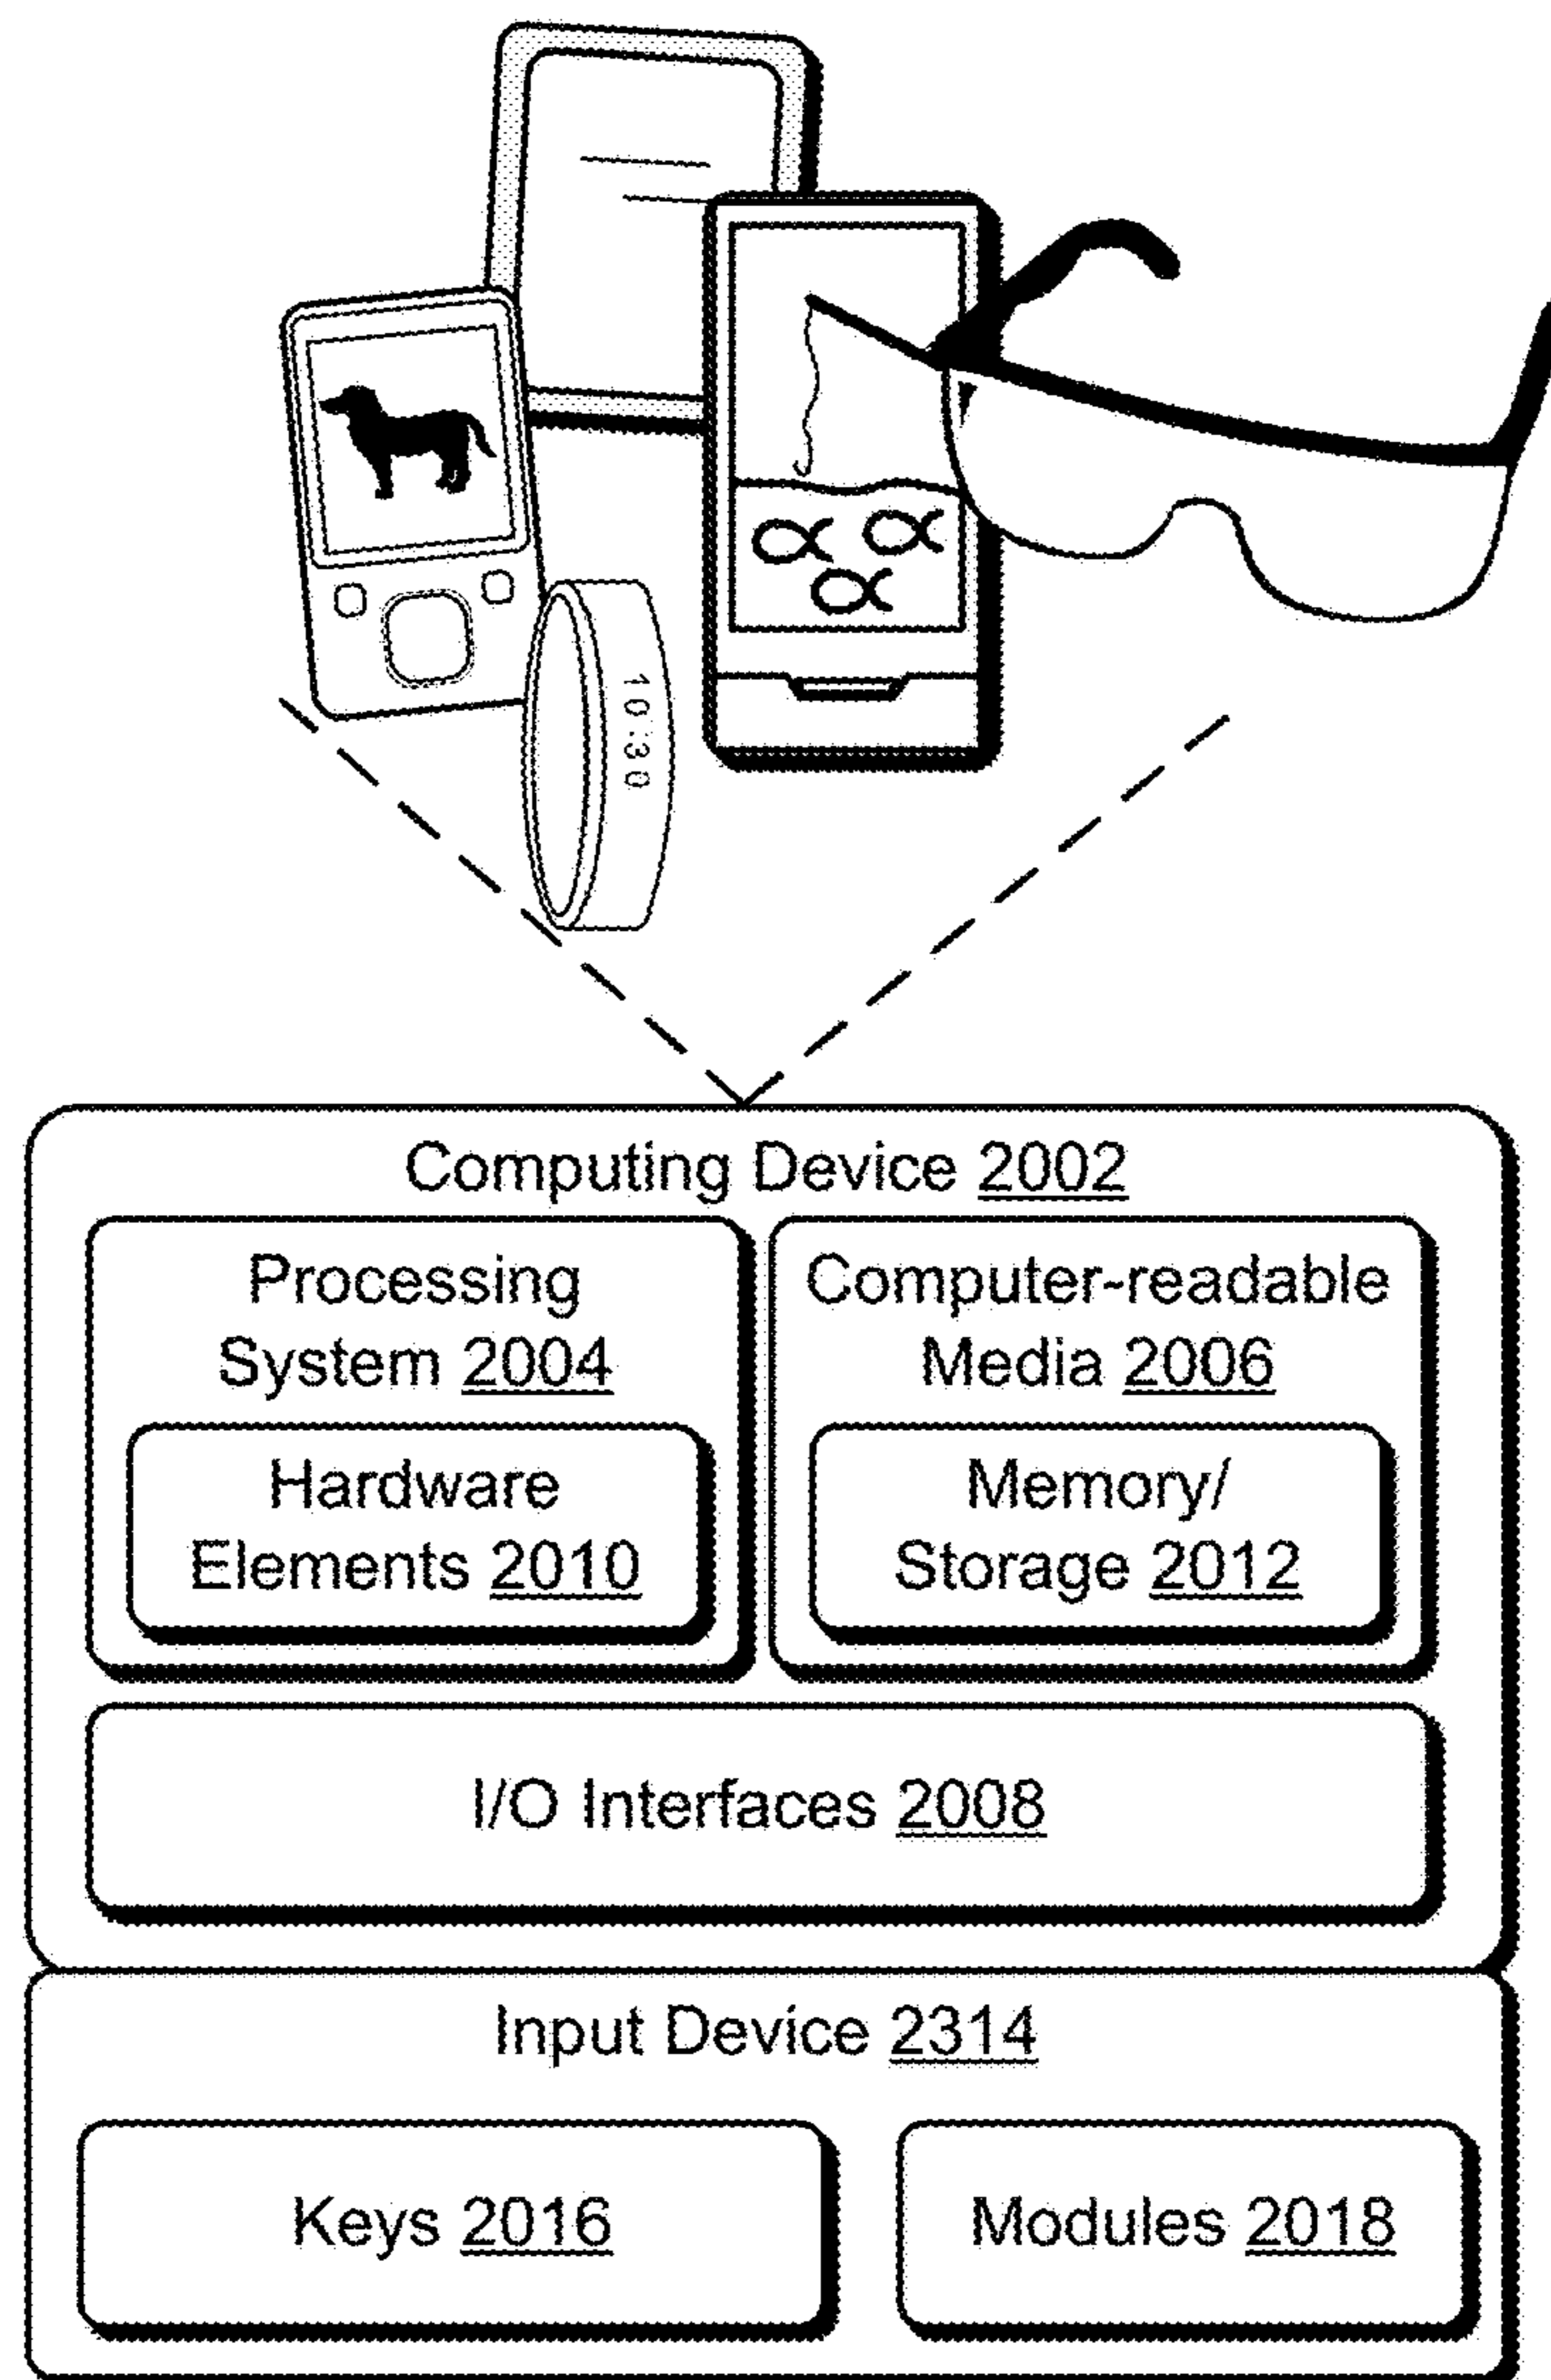 10:30
Computing Device 2002
Processing
System 2004
Computer-readable
Media 2006
Hardware
Elements 2010
Memory/
Storage 2012
I/O Interfaces 2008
Input Device 2314
Keys 2016
Modules 2018